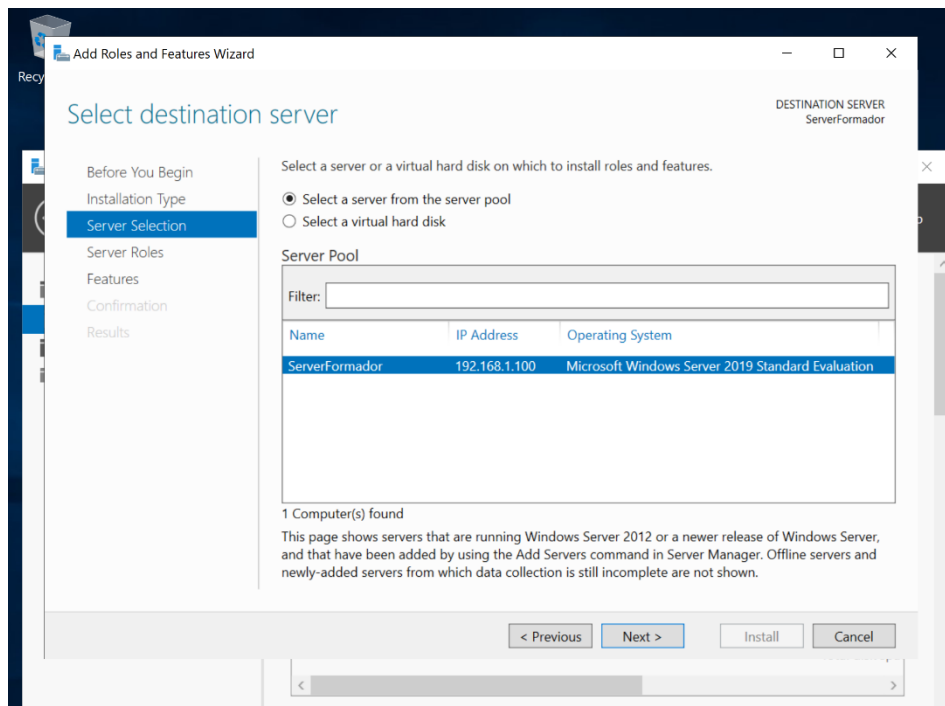 Recy
Add Roles and Features Wizard
Select destination server
DESTINATION SERVER
ServerFormador
Before You Begin
Installation Type
Server Selection
Server Roles
Features
Confirmation
Results
Select a server or a virtual hard disk on which to install roles and features.
Select a server from the server pool
Select a virtual hard disk
Server Pool
Filter:
Name IP Address Operating System
ServerFormador 192.168.1.100 Microsoft Windows Server 2019 Standard Evaluation
1 Computer(s) found
This page shows servers that are running Windows Server 2012 or a newer release of Windows Server,
and that have been added by using the Add Servers command in Server Manager. Offline servers and
newly-added servers from which data collection is still incomplete are not shown.
< Previous Next > Install Cancel